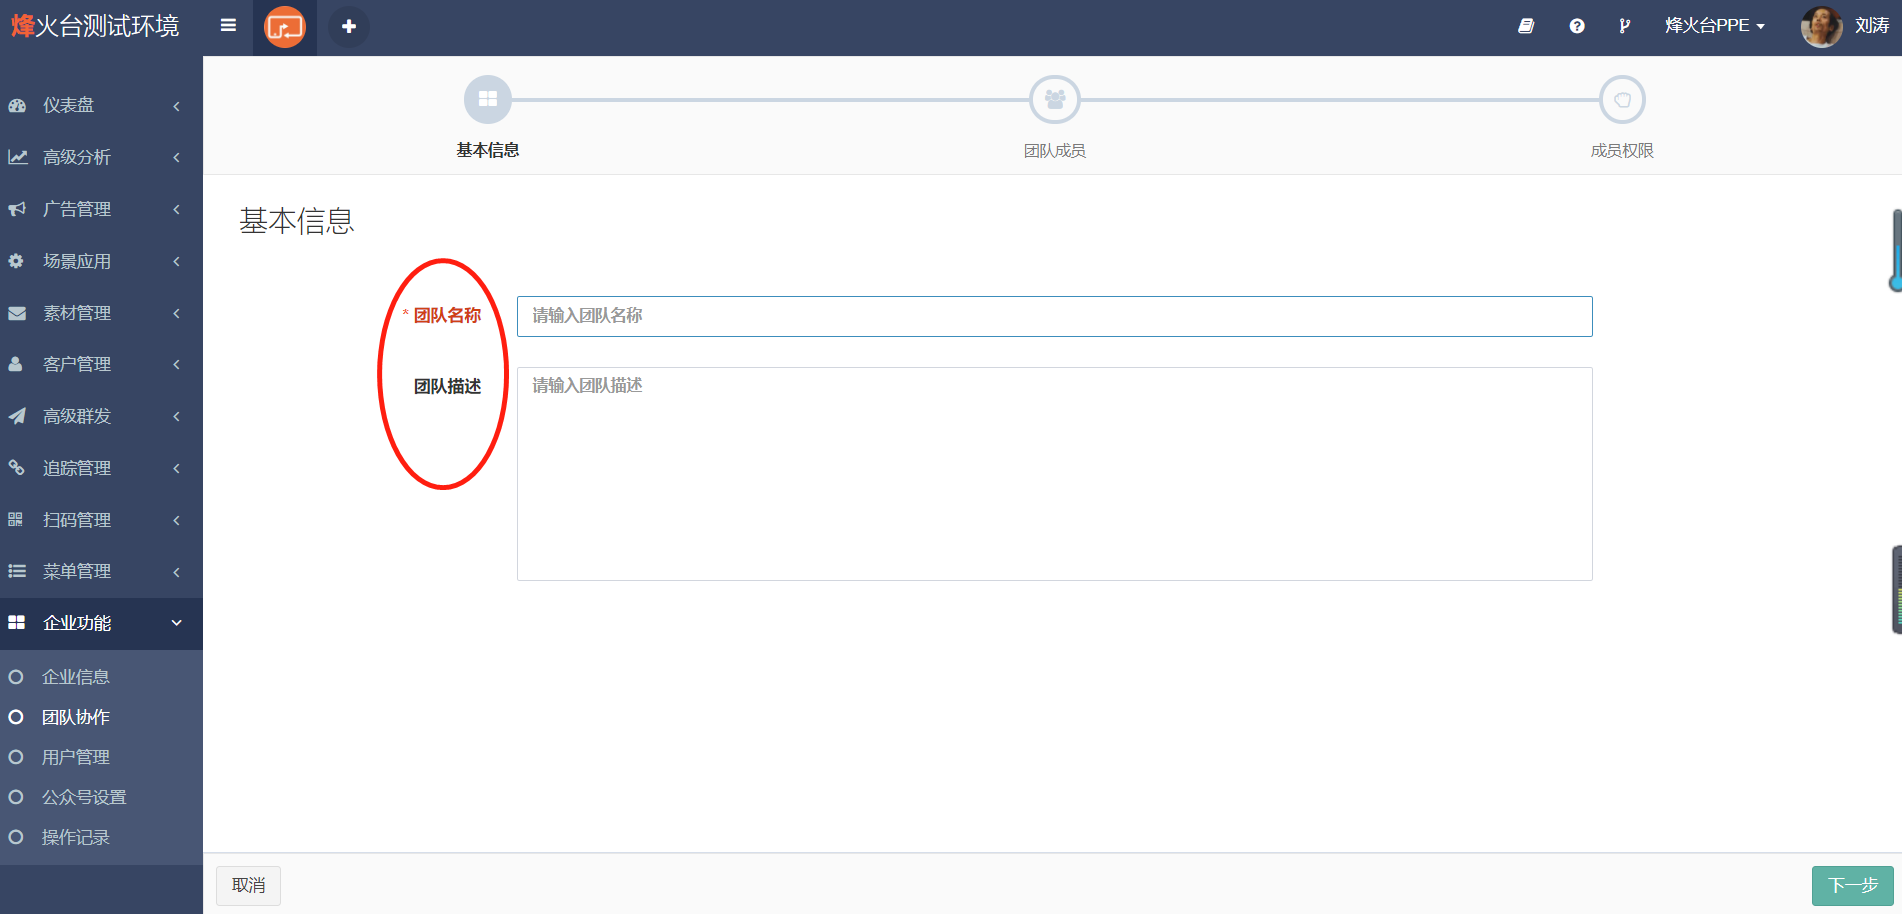 烽火台测试环境
烽火台PPE
刘涛
仪表盘
高级分析
广告管理
场景应用
素材管理
客户管理
高级群发
追踪管理
扫码管理
菜单管理
企业功能
企业信息
团队协作
用户管理
公众号设置
操作记录
基本信息
团队成员
成员权限
基本信息
* 团队名称
请输入团队名称
团队描述
请输入团队描述
取消
下一步